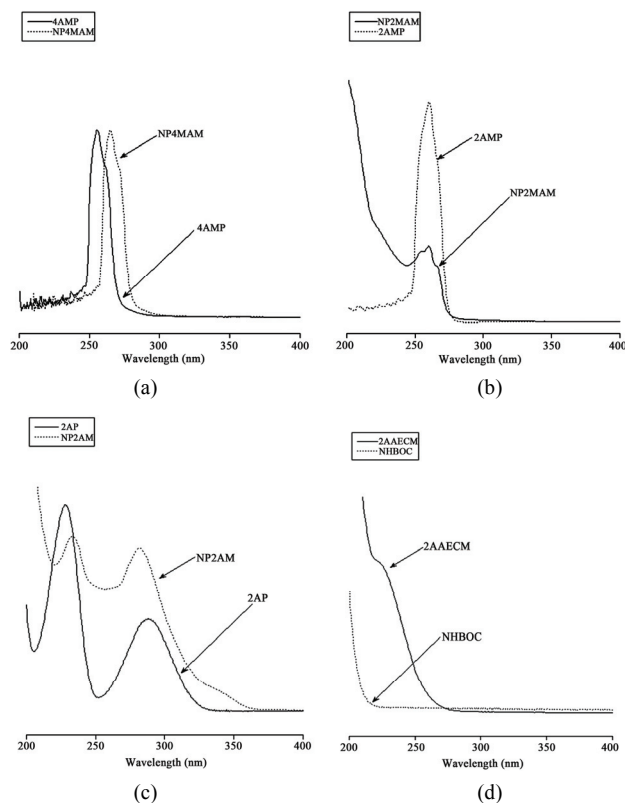 4AMP
NP4MAM
NP4MAM
4AMP
200 250 300 350 400
Wavelength (nm)
(a)
NP2MAM
2AMP
2AMP
NP2MAM
200 250 300 350 400
Wavelength (nm)
(b)
2AP
NP2AM
NP2AM
2AP
200 250 300 350 400
Wavelength (nm)
(c)
2AAECM
NHBOC
2AAECM
NHBOC
200 250 300 350 400
Wavelength (nm)
(d)